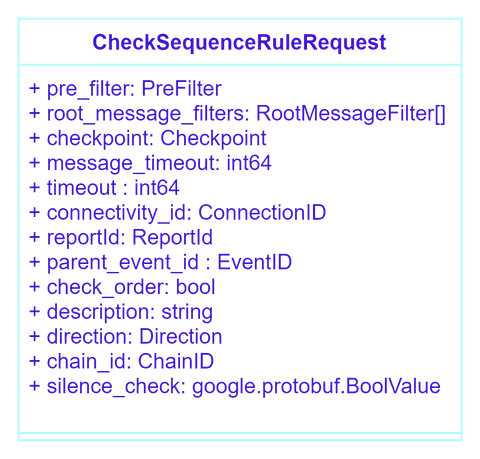 CheckSequenceRuleRequest
+ pre_filter: PreFilter
+ root_message_filters: RootMessageFilter[]
+ checkpoint: Checkpoint
+ message_timeout: int64
+ timeout : int64
+ connectivity_id: ConnectionID
+ reportId: ReportId
+ parent_event_id : EventID
+ check_order: bool
+ description: string
+ direction: Direction
+ chain_id: ChainID
+ silence_check: google.protobuf.BoolValue